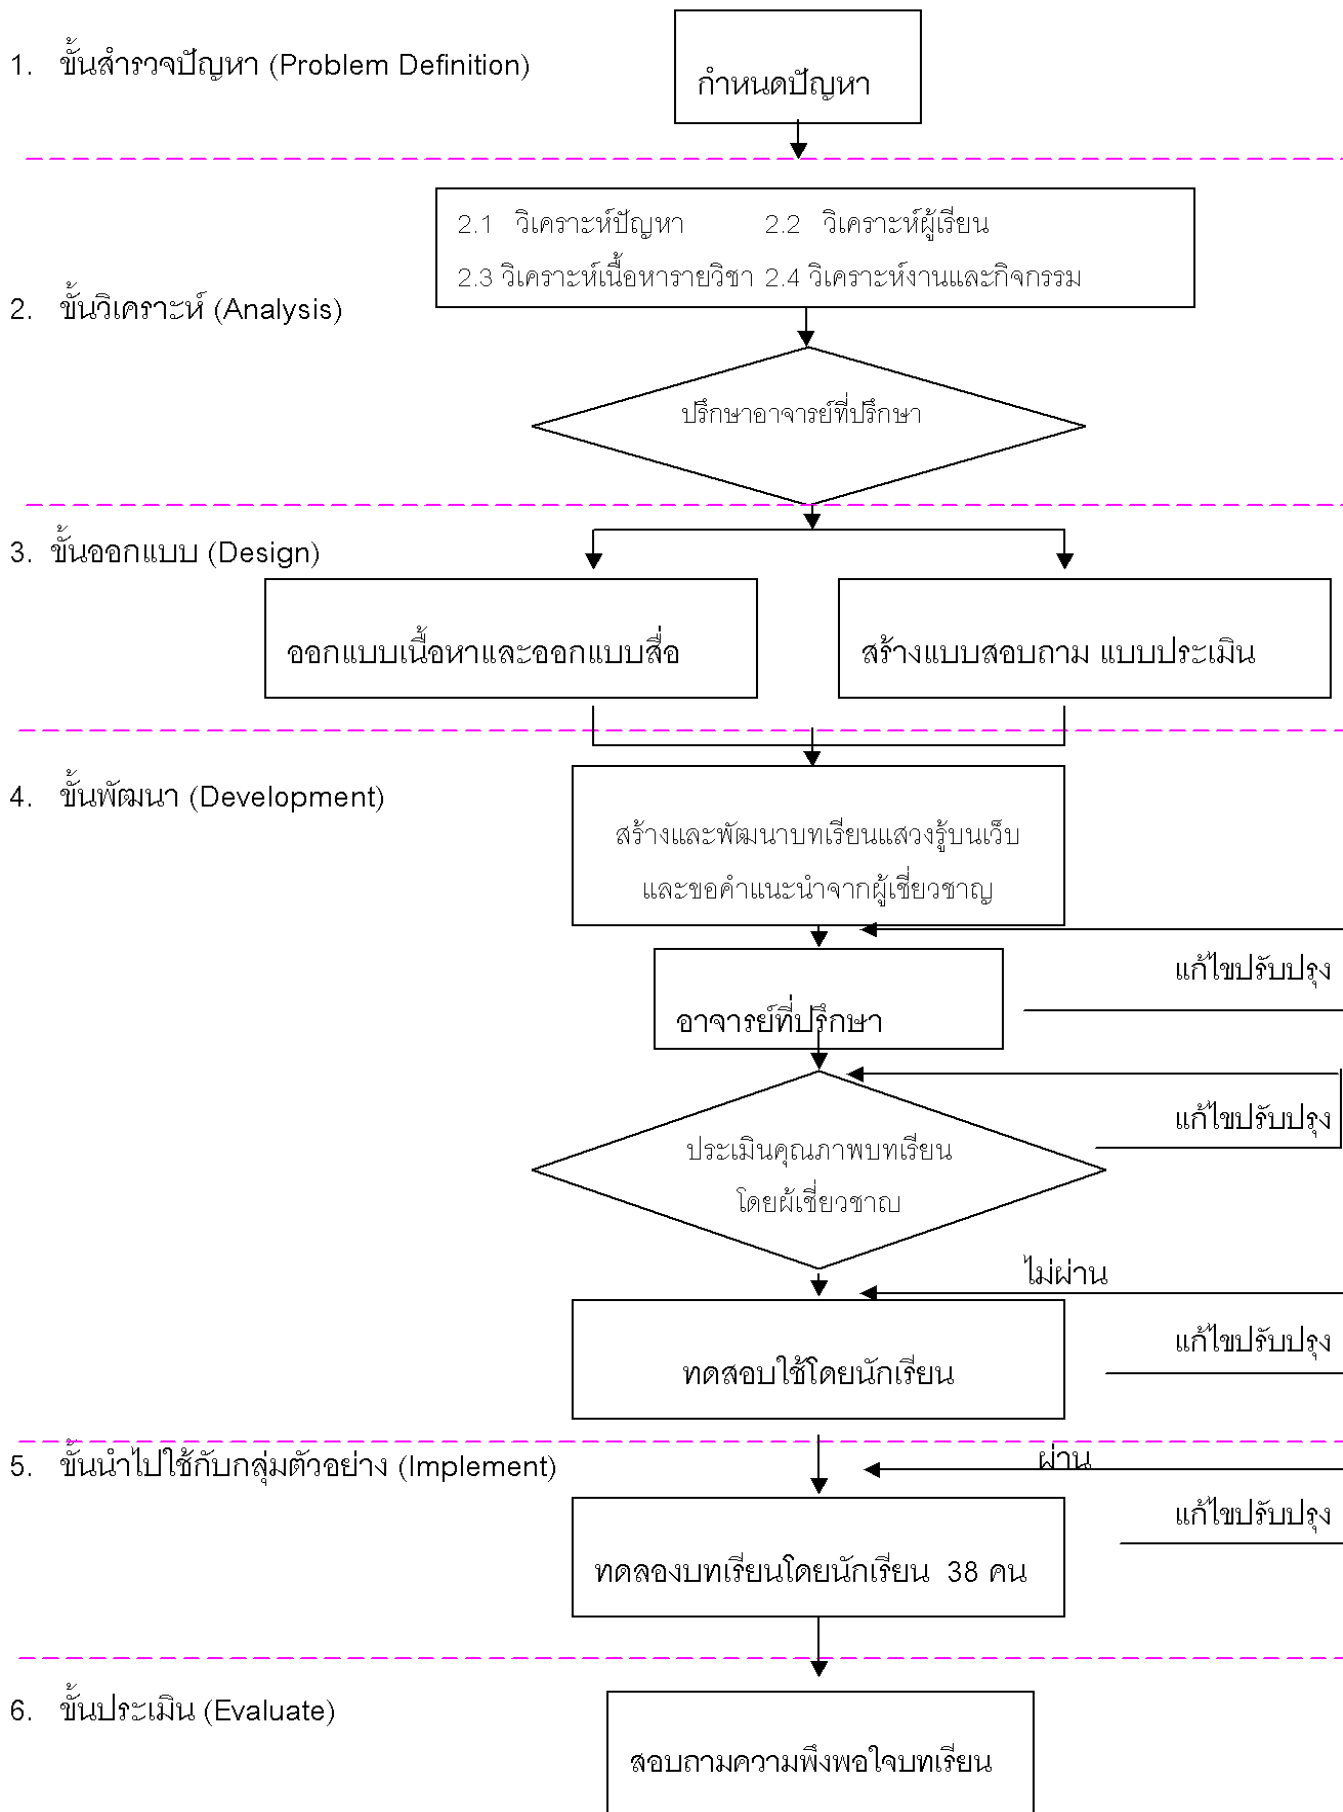 1. ขั้นสำรวจปัญหา (Problem Definition)
กำหนดปัญหา
2.1 วิเคราะห์ปัญหา 2.2 วิเคราะห์ผู้เรียน
2.3 วิเคราะห์เนื้อหารายวิชา 2.4 วิเคราะห์งานและกิจกรรม
2. ขั้นวิเคราะห์ (Analysis)
ปรึกษาอาจารย์ที่ปรึกษา
3. ขั้นออกแบบ (Design)
ออกแบบเนื้อหาและออกแบบสื่อ
สร้างแบบสอบถาม แบบประเมิน
4. ขั้นพัฒนา (Development)
สร้างและพัฒนาบทเรียนแสวงรู้บนเว็บ
และขอคำแนะนำจากผู้เชี่ยวชาญ
แก้ไขปรับปรุง
อาจารย์ที่ปรึกษา
แก้ไขปรับปรุง
ประเมินคุณภาพบทเรียน
โดยผู้เชี่ยวชาญ
ไม่ผ่าน
แก้ไขปรับปรุง
ทดสอบใช้โดยนักเรียน
5. ขั้นนำไปใช้กับกลุ่มตัวอย่าง (Implement)
ผ่าน
แก้ไขปรับปรุง
ทดลองบทเรียนโดยนักเรียน 38 คน
6. ขั้นประเมิน (Evaluate)
สอบถามความพึงพอใจบทเรียน